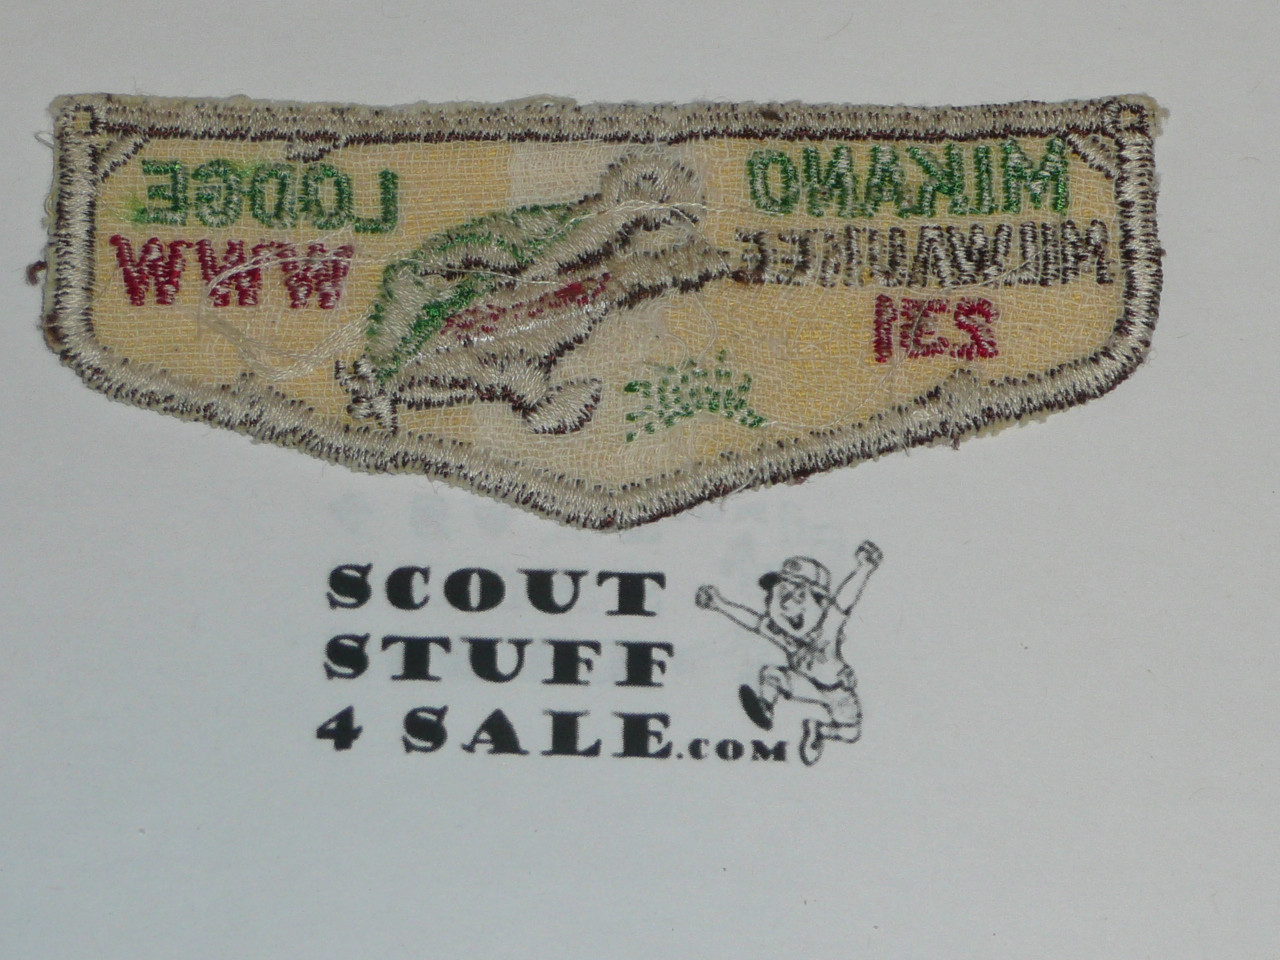 MIKANO LODGE
MILWAUKEE WWW
231
SCOUT
STUFF
4 SALE.COM